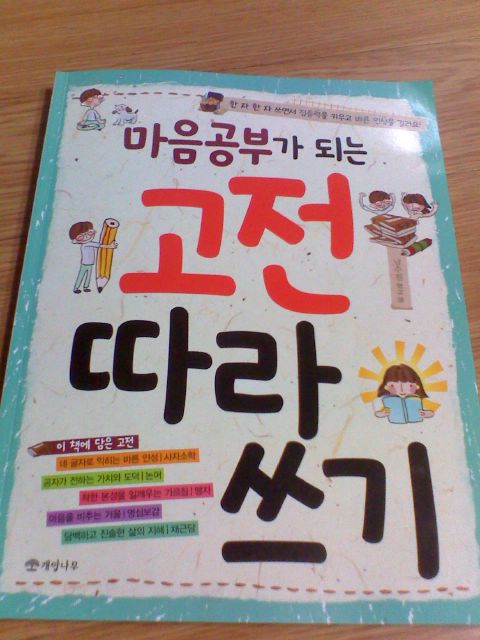 한 자 한 자 쓰면서 집중력을 키우고 바른 인성을 길러요!
마음공부가 되는
고전
따라
쓰기
이 책에 담은 고전
네 글자로 익히는 바른 인성 | 사자소학
공자가 전하는 가치와 도덕 | 논어
착한 본성을 일깨우는 가르침 | 맹자
마음을 비추는 거울 | 명심보감
담백하고 진솔한 삶의 지혜 | 채근담
개암나무